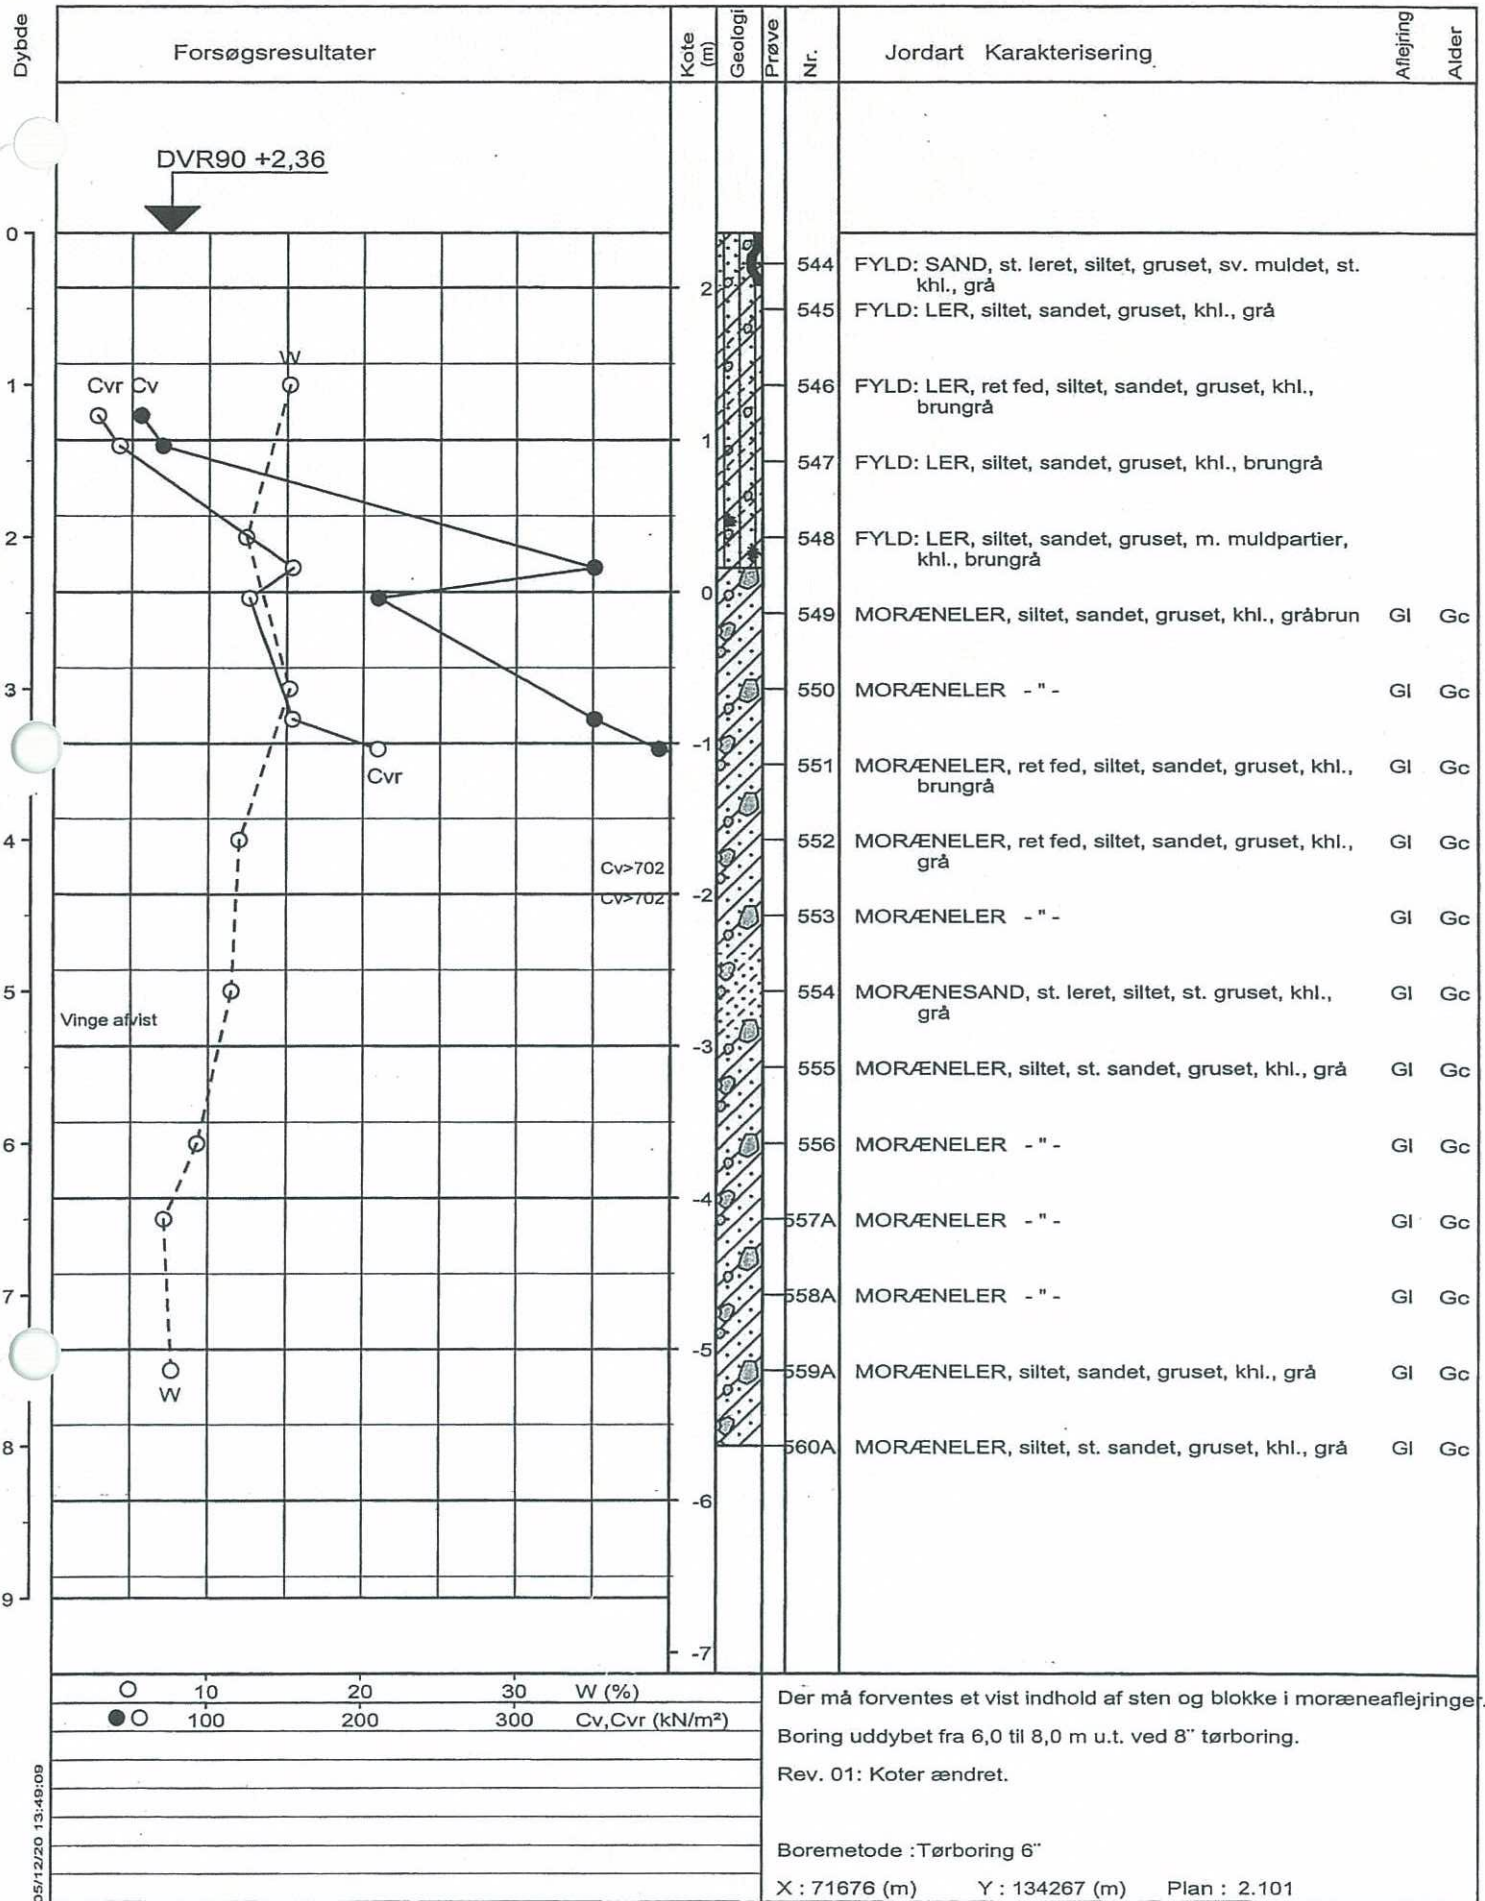 Dybde
Forsøgsresultater
Kote (m)
Geologi
Prøve
Nr.
Jordart Karakterisering
Aflejring
Alder
DVR90 +2,36
0
544 FYLD: SAND, st. leret, siltet, gruset, sv. muldet, st.
khl., grå
2
545 FYLD: LER, siltet, sandet, gruset, khl., grå
W
1
Cvr Cv
546 FYLD: LER, ret fed, siltet, sandet, gruset, khl.,
brungrå
1
547 FYLD: LER, siltet, sandet, gruset, khl., brungrå
2
548 FYLD: LER, siltet, sandet, gruset, m. muldpartier,
khl., brungrå
0
549 MORÆNELER, siltet, sandet, gruset, khl., gråbrun Gl Gc
3
550 MORÆNELER - " - Gl Gc
-1
Cvr
551 MORÆNELER, ret fed, siltet, sandet, gruset, khl., Gl Gc
brungrå
4
552 MORÆNELER, ret fed, siltet, sandet, gruset, khl., Gl Gc
grå
Cv>702
-2
Cv>702
553 MORÆNELER - " - Gl Gc
5
554 MORÆNESAND, st. leret, siltet, st. gruset, khl., Gl Gc
grå
Vinge afvist
-3
555 MORÆNELER, siltet, st. sandet, gruset, khl., grå Gl Gc
6
556 MORÆNELER - " - Gl Gc
-4
557A MORÆNELER - " - Gl Gc
7
558A MORÆNELER - " - Gl Gc
-5
559A MORÆNELER, siltet, sandet, gruset, khl., grå Gl Gc
W
8
560A MORÆNELER, siltet, st. sandet, gruset, khl., grå Gl Gc
-6
9
-7
10 20 30 W (%)
100 200 300 Cv,Cvr (kN/m²)
Der må forventes et vist indhold af sten og blokke i moræneaflejringer.
Boring uddybet fra 6,0 til 8,0 m u.t. ved 8" tørboring.
Rev. 01: Koter ændret.
Boremetode : Tørboring 6"
X : 71676 (m) Y : 134267 (m) Plan : 2.101
05/12/20 13:49:09